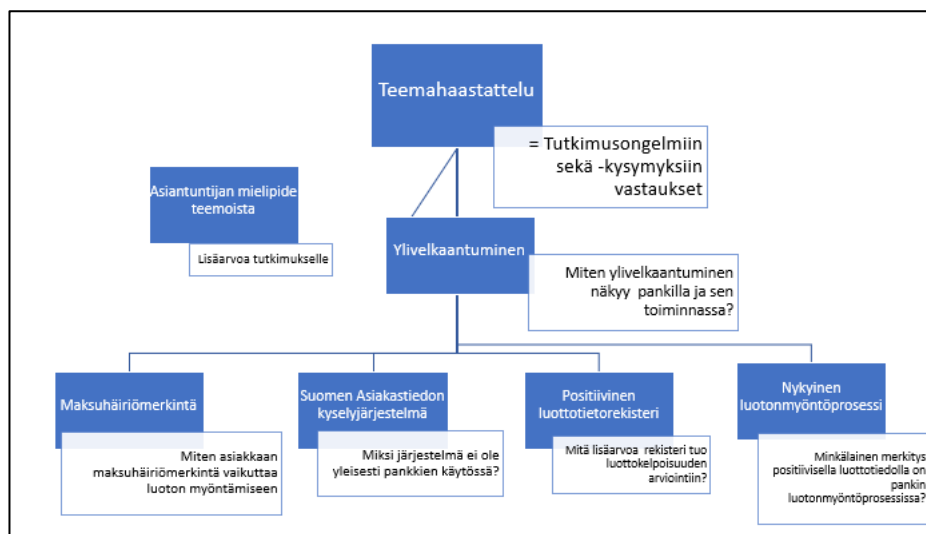 Teemahaastattelu
= Tutkimusongelmiin
sekä -kysymyksiin
vastaukset
Asiantuntijan mielipide
teemoista
Lisäarvoa tutkimukselle
Ylivelkaantuminen
Miten ylivelkaantuminen
näkyy pankilla ja sen
toiminnassa?
Maksuhäiriömerkintä
Miten asiakkaan
maksuhäiriömerkintä vaikuttaa
luoton myöntämiseen
Suomen Asiakastiedon
kyselyjärjestelmä
Miksi järjestelmä ei ole
yleisesti pankkien käytössä?
Positiivinen
luottotietorekisteri
Mitä lisäarvoa rekisteri tuo
luottokelpoisuuden
arviointiin?
Nykyinen
luotonmyöntöprosessi
Minkälainen merkitys
positiivisella luottotiedolla on
pankin
luotonmyöntöprosessissa?